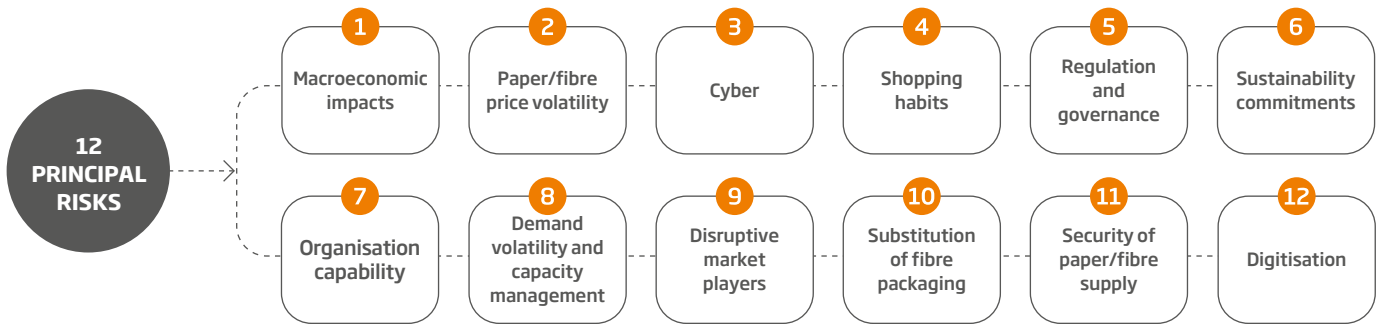 12
PRINCIPAL
RISKS
1
Macroeconomic
impacts
2
Paper/fibre
price volatility
3
Cyber
4
Shopping
habits
5
Regulation
and
governance
6
Sustainability
commitments
7
Organisation
capability
8
Demand
volatility and
capacity
management
9
Disruptive
market
players
10
Substitution
of fibre
packaging
11
Security of
paper/fibre
supply
12
Digitisation